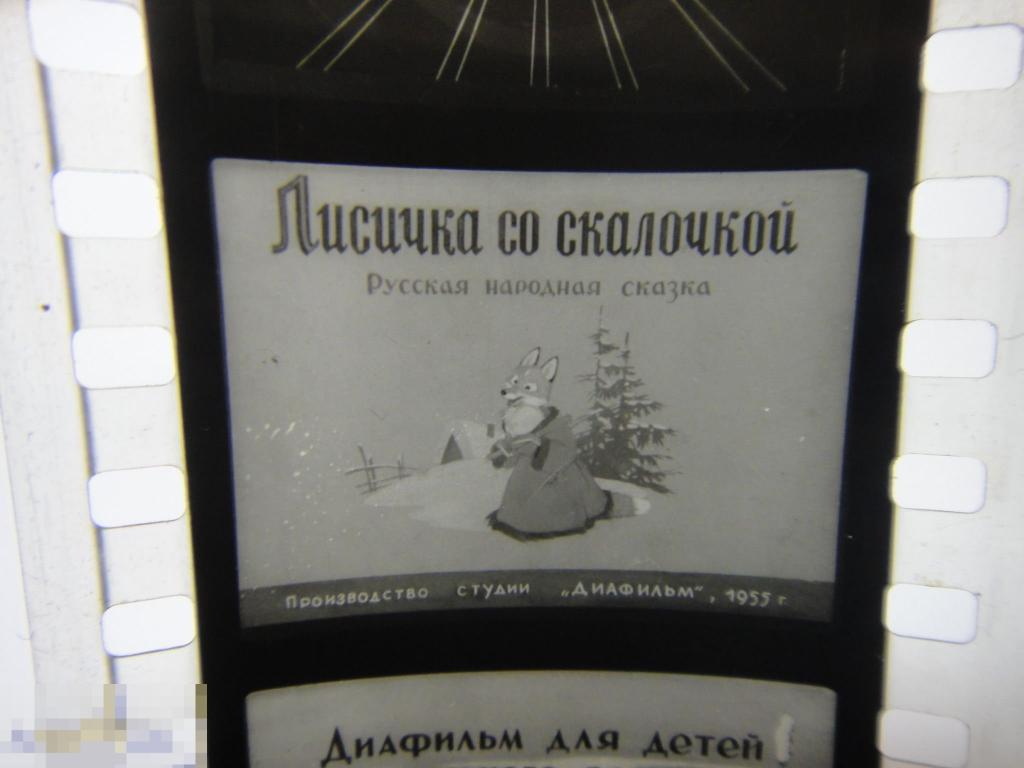 Лисичка со скалочкой
Русская народная сказка
Производство студии „ДИАФИЛЬМ“, 1955 г
Диафильм для детей